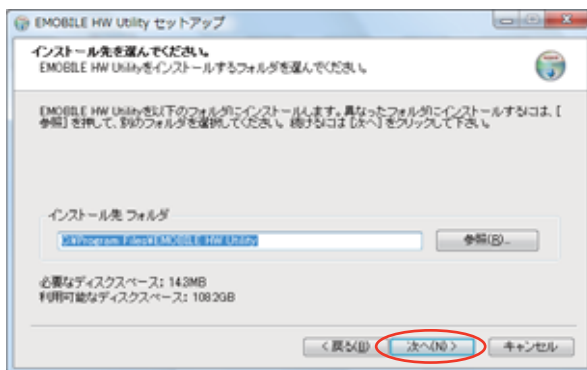 EMOBILE HW Utility セットアップ
インストール先を選んでください。
EMOBILE HW Utilityをインストールするフォルダを選んでください。
EMOBILE HW Utilityを以下のフォルダにインストールします。異なったフォルダにインストールするには、[
参照] を押して、別のフォルダを選択してください。 続けるには [次へ] をクリックして下さい。
インストール先 フォルダ
C:¥Program Files¥EMOBILE HW Utility
参照(R)...
必要なディスクスペース: 14.3MB
利用可能なディスクスペース: 108.2GB
< 戻る(B)
次へ(N) >
キャンセル